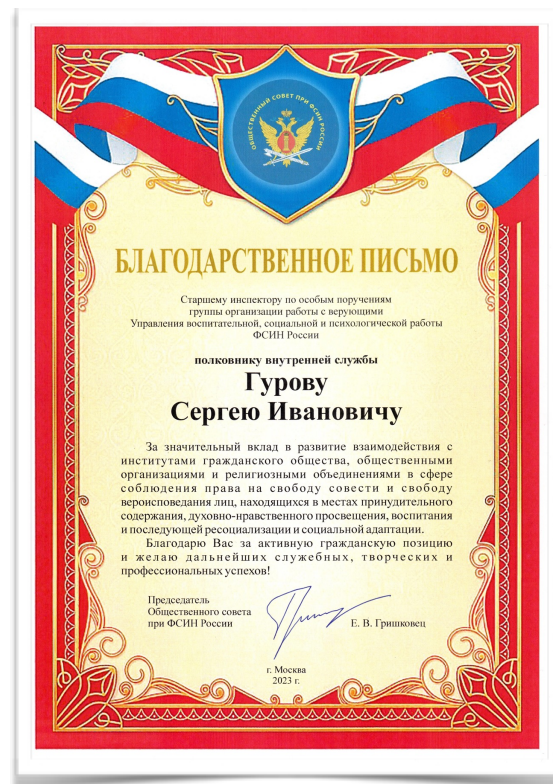 ОБЩЕСТВЕННЫЙ СОВЕТ ПРИ ФСИН РОССИИ
БЛАГОДАРСТВЕННОЕ ПИСЬМО
Старшему инспектору по особым поручениям
группы организации работы с верующими
Управления воспитательной, социальной и психологической работы
ФСИН России
полковнику внутренней службы
Гурову
Сергею Ивановичу
За значительный вклад в развитие взаимодействия с
институтами гражданского общества, общественными
организациями и религиозными объединениями в сфере
соблюдения права на свободу совести и свободу
вероисповедания лиц, находящихся в местах принудительного
содержания, духовно-нравственного просвещения, воспитания
и последующей ресоциализации и социальной адаптации.
Благодарю Вас за активную гражданскую позицию
и желаю дальнейших служебных, творческих и
профессиональных успехов!
Председатель
Общественного совета
при ФСИН России
Е. В. Гришковец
г. Москва
2023 г.